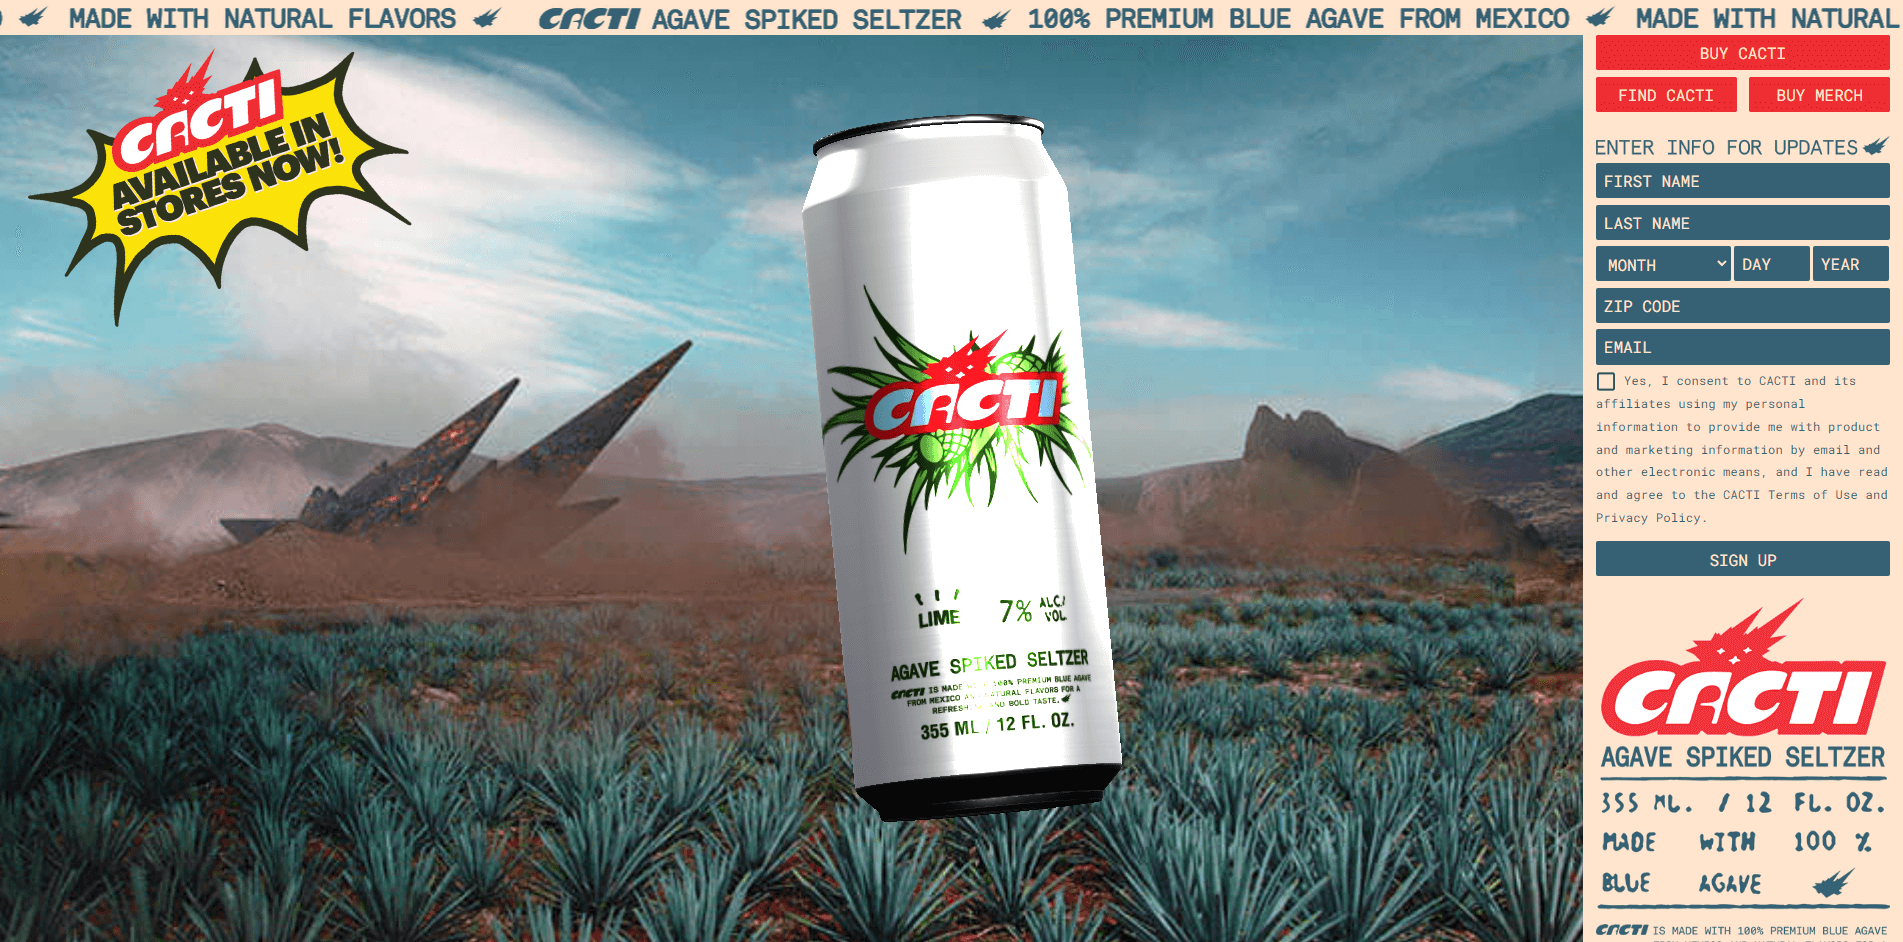 MADE WITH NATURAL FLAVORS CACTI AGAVE SPIKED SELTZER 100% PREMIUM BLUE AGAVE FROM MEXICO MADE WITH NATURAL
CACTI
AVAILABLE IN
STORES NOW!
CACTI
LIME 7% ALC./
VOL.
AGAVE SPIKED SELTZER
CACTI IS MADE WITH 100% PREMIUM BLUE AGAVE
FROM MEXICO AND NATURAL FLAVORS FOR A
REFRESHING AND BOLD TASTE.
355 ML / 12 FL. OZ.
BUY CACTI
FIND CACTI BUY MERCH
ENTER INFO FOR UPDATES
FIRST NAME
LAST NAME
MONTH DAY YEAR
ZIP CODE
EMAIL
Yes, I consent to CACTI and its
affiliates using my personal
information to provide me with product
and marketing information by email and
other electronic means, and I have read
and agree to the CACTI Terms of Use and
Privacy Policy.
SIGN UP
CACTI
AGAVE SPIKED SELTZER
355 ML. / 12 FL. OZ.
MADE WITH 100 %
BLUE AGAVE
CACTI IS MADE WITH 100% PREMIUM BLUE AGAVE